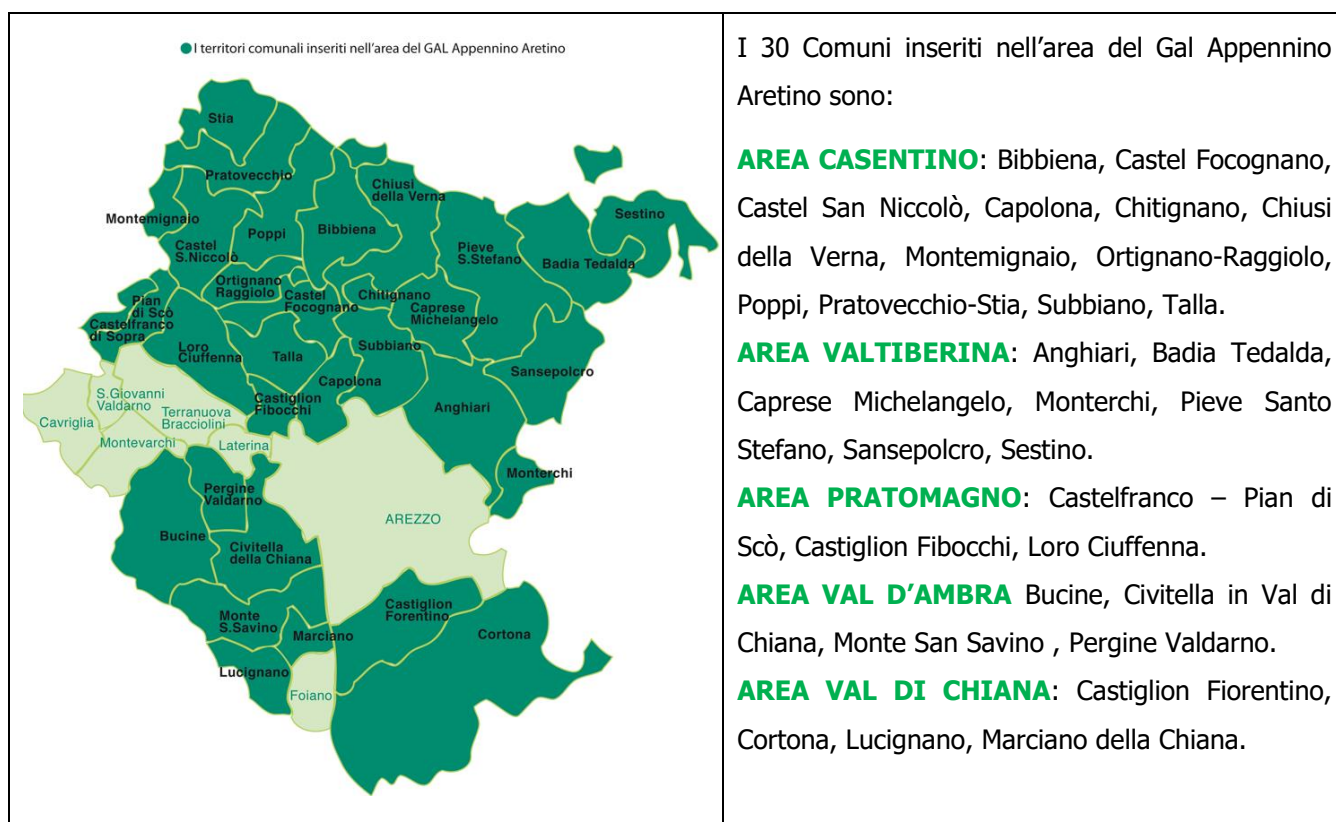 I territori comunali inseriti nell'area del GAL Appennino Aretino
Stia
Pratovecchio
Chiusi
della Verna
Montemignaio
Poppi
Bibbiena
Sestino
Castel
S.Niccolò
Pieve
S.Stefano
Badia Tedalda
Ortignano
Raggiolo
Castel
Focognano
Chitignano
Caprese
Michelangelo
Pian
di Scò
Castelfranco
di Sopra
Loro
Ciuffenna
Talla
Subbiano
Sansepolcro
Capolona
Castiglion
Fibocchi
Anghiari
S.Giovanni
Valdarno
Terranuova
Bracciolini
Cavriglia
Montevarchi
Laterina
Monterchi
Pergine
Valdarno
AREZZO
Bucine
Civitella
della Chiana
Castiglion
Fiorentino
Monte
S.Savino
Marciano
Cortona
Lucignano
Foiano
I 30 Comuni inseriti nell'area del Gal Appennino
Aretino sono:
AREA CASENTINO: Bibbiena, Castel Focognano,
Castel San Niccolò, Capolona, Chitignano, Chiusi
della Verna, Montemignaio, Ortignano-Raggiolo,
Poppi, Pratovecchio-Stia, Subbiano, Talla.
AREA VALTIBERINA: Anghiari, Badia Tedalda,
Caprese Michelangelo, Monterchi, Pieve Santo
Stefano, Sansepolcro, Sestino.
AREA PRATOMAGNO: Castelfranco – Pian di
Scò, Castiglion Fibocchi, Loro Ciuffenna.
AREA VAL D'AMBRA Bucine, Civitella in Val di
Chiana, Monte San Savino , Pergine Valdarno.
AREA VAL DI CHIANA: Castiglion Fiorentino,
Cortona, Lucignano, Marciano della Chiana.